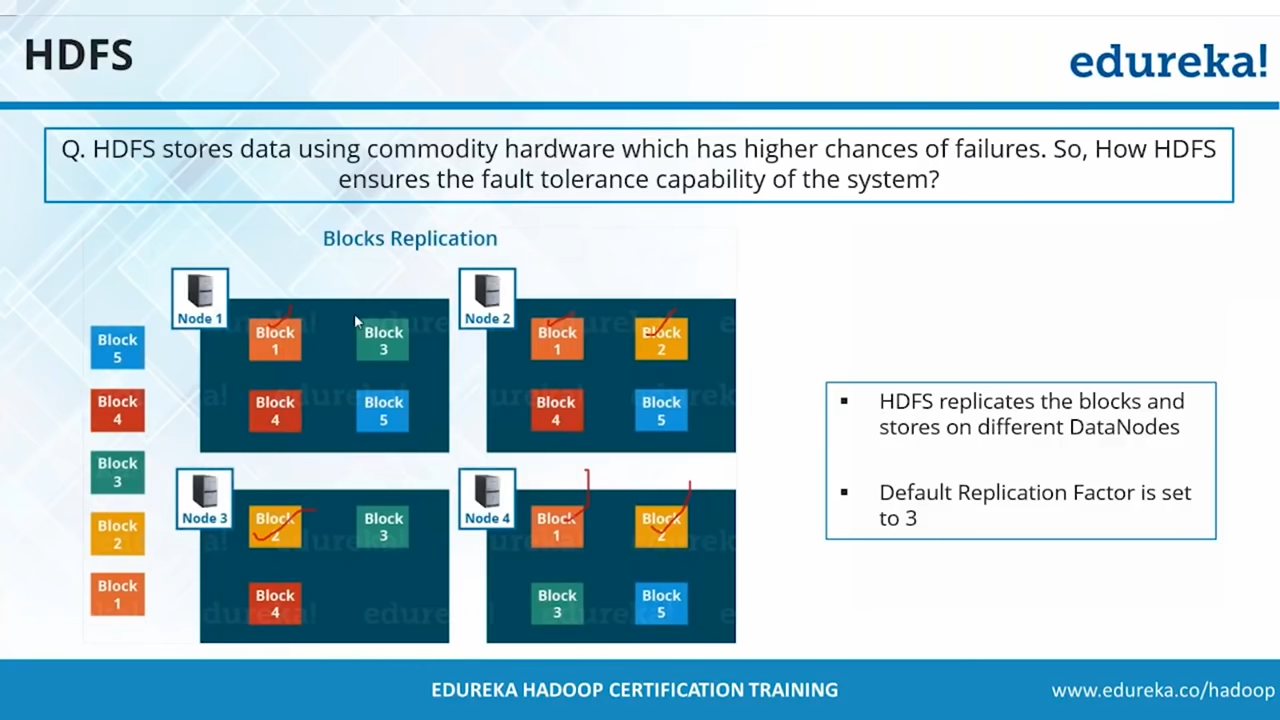 HDFS
edureka!
Q. HDFS stores data using commodity hardware which has higher chances of failures. So, How HDFS
ensures the fault tolerance capability of the system?
Blocks Replication
Block
5
Block
4
Block
3
Block
2
Block
1
Node 1
Block
1
Block
3
Block
4
Block
5
Node 2
Block
1
Block
2
Block
4
Block
5
Node 3
Block
2
Block
3
Block
4
Node 4
Block
1
Block
2
Block
3
Block
5
▪ HDFS replicates the blocks and
stores on different DataNodes
▪ Default Replication Factor is set
to 3
EDUREKA HADOOP CERTIFICATION TRAINING
www.edureka.co/hadoop